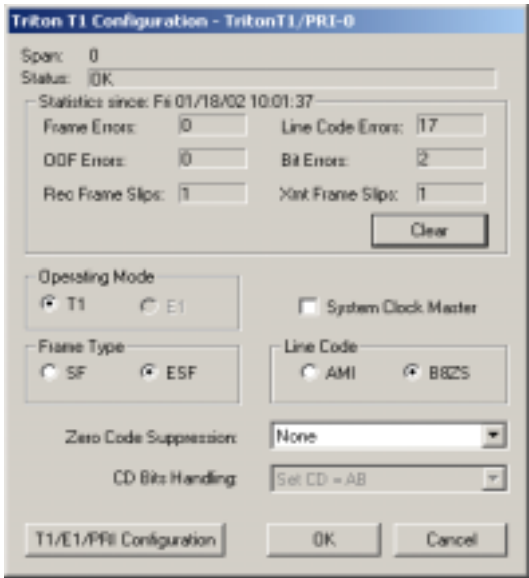 Triton T1 Configuration - TritonT1/PRI-0
Span: 0
Status: OK
Statistics since: Fri 01/18/02 10:01:37
Frame Errors: 0 Line Code Errors: 17
OOF Errors: 0 Bit Errors: 2
Rec Frame Slips: 1 Xmt Frame Slips: 1
Clear
Operating Mode
T1 E1 System Clock Master
Frame Type Line Code
SF ESF AMI B8ZS
Zero Code Suppression: None
CD Bits Handling: Set CD = AB
T1/E1/PRI Configuration OK Cancel